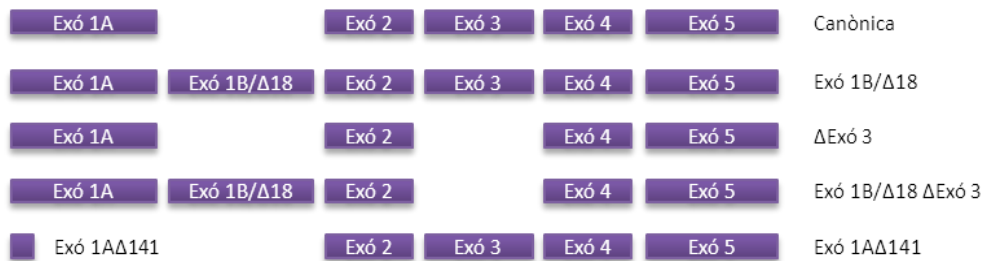 Exó 1A Exó 2 Exó 3 Exó 4 Exó 5 Canònica
Exó 1A Exó 1B/Δ18 Exó 2 Exó 3 Exó 4 Exó 5 Exó 1B/Δ18
Exó 1A Exó 2 Exó 4 Exó 5 ΔExó 3
Exó 1A Exó 1B/Δ18 Exó 2 Exó 4 Exó 5 Exó 1B/Δ18 ΔExó 3
Exó 1AΔ141 Exó 2 Exó 3 Exó 4 Exó 5 Exó 1AΔ141